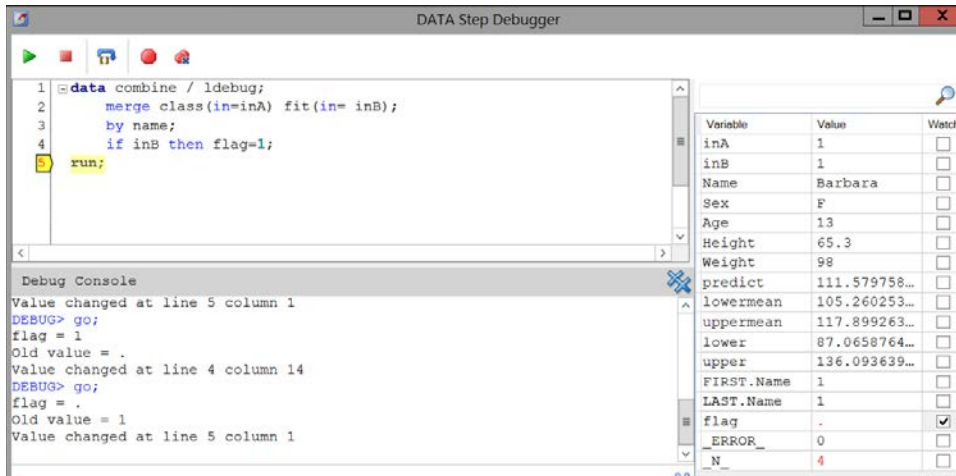 DATA Step Debugger
1 data combine / ldebug;
2 merge class(in=inA) fit(in= inB);
3 by name;
4 if inB then flag=1;
5 run;
Debug Console
Value changed at line 5 column 1
DEBUG> go;
flag = 1
Old value = .
Value changed at line 4 column 14
DEBUG> go;
flag = .
Old value = 1
Value changed at line 5 column 1
Variable Value Watch
inA 1
inB 1
Name Barbara
Sex F
Age 13
Height 65.3
Weight 98
predict 111.579758...
lowermean 105.260253...
uppermean 117.899263...
lower 87.0658764...
upper 136.093639...
FIRST.Name 1
LAST.Name 1
flag .
_ERROR_ 0
_N_ 4